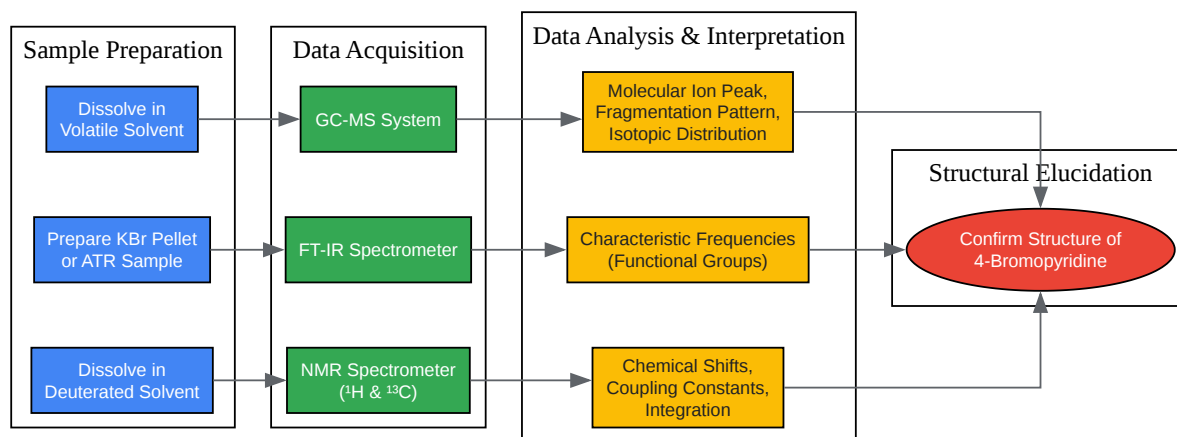 Sample Preparation
Dissolve in
Volatile Solvent
Prepare KBr Pellet
or ATR Sample
Dissolve in
Deuterated Solvent
Data Acquisition
GC-MS System
FT-IR Spectrometer
NMR Spectrometer
(¹H & ¹³C)
Data Analysis & Interpretation
Molecular Ion Peak,
Fragmentation Pattern,
Isotopic Distribution
Characteristic Frequencies
(Functional Groups)
Chemical Shifts,
Coupling Constants,
Integration
Structural Elucidation
Confirm Structure of
4-Bromopyridine